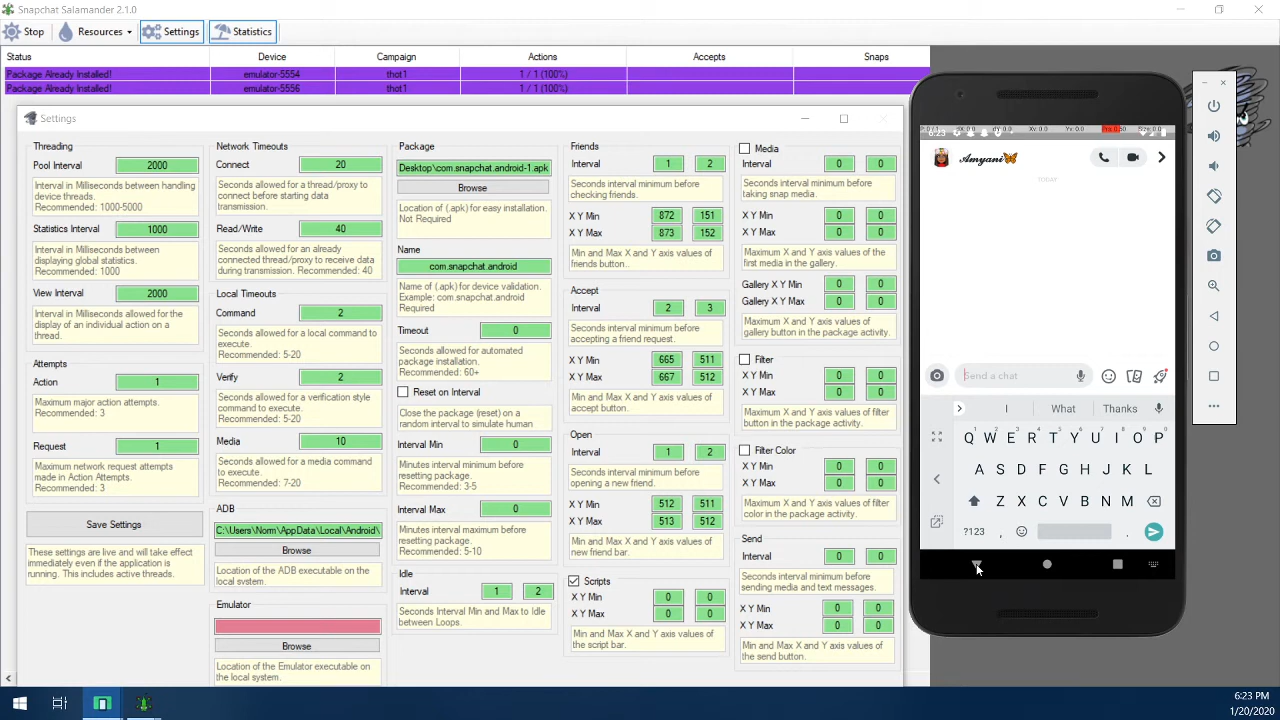 Snapchat Salamander 2.1.0
Stop
Resources
Settings
Statistics
Status
Device
Campaign
Actions
Accepts
Snaps
Package Already Installed!
emulator-5554
thot1
1 / 1 (100%)
Package Already Installed!
emulator-5556
thot1
1 / 1 (100%)
Settings
Threading
Pool Interval
2000
Interval in Milliseconds between handling
device threads.
Recommended: 1000-5000
Statistics Interval
1000
Interval in Milliseconds between
displaying global statistics.
Recommended: 1000
View Interval
2000
Interval in Milliseconds allowed for the
display of an individual action on a
thread.
Attempts
Action
1
Maximum major action attempts.
Recommended: 3
Request
1
Maximum network request attempts
made in Action Attempts.
Recommended: 3
Save Settings
These settings are live and will take effect
immediately even if the application is
running. This includes active threads.
Network Timeouts
Connect
20
Seconds allowed for a thread/proxy to
connect before starting data
transmission.
Read/Write
40
Seconds allowed for an already
connected thread/proxy to receive data
during transmission. Recommended: 40
Local Timeouts
Command
2
Seconds allowed for a local command to
execute.
Recommended: 5-20
Verify
2
Seconds allowed for a verification style
command to execute.
Recommended: 5-20
Media
10
Seconds allowed for a media command
to execute.
Recommended: 7-20
ADB
C:\Users\Norm\AppData\Local\Android\
Browse
Location of the ADB executable on the
local system.
Emulator
Browse
Location of the Emulator executable on
the local system.
Package
Desktop\com.snapchat.android-1.apk
Browse
Location of (.apk) for easy installation.
Not Required
Name
com.snapchat.android
Name of (.apk) for device validation.
Example: com.snapchat.android
Required
Timeout
0
Seconds allowed for automated
package installation.
Recommended: 60+
Reset on Interval
Close the package (reset) on a
random interval to simulate human
Interval Min
0
Minutes interval minimum before
resetting package.
Recommended: 3-5
Interval Max
0
Minutes interval maximum before
resetting package.
Recommended: 5-10
Idle
Interval
1
2
Seconds Interval Min and Max to Idle
between Loops.
Friends
Interval
1
2
Seconds interval minimum before
checking friends.
X Y Min
872
151
X Y Max
873
152
Min and Max X and Y axis values of
friends button..
Accept
Interval
2
3
Seconds interval minimum before
accepting a friend request.
X Y Min
665
511
X Y Max
667
512
Min and Max X and Y axis values of
accept button.
Open
Interval
1
2
Seconds interval minimum before
opening a new friend.
X Y Min
512
511
X Y Max
513
512
Min and Max X and Y axis values of
new friend bar.
Scripts
X Y Min
0
0
X Y Max
0
0
Min and Max X and Y axis values of
the script bar.
Media
Interval
0
0
Seconds interval minimum before
taking snap media.
X Y Min
0
0
X Y Max
0
0
Maximum X and Y axis values of the
first media in the gallery.
Gallery X Y Min
0
0
Gallery X Y Max
0
0
Maximum X and Y axis values of
gallery button in the package activity.
Filter
X Y Min
0
0
X Y Max
0
0
Maximum X and Y axis values of filter
button in the package activity.
Filter Color
X Y Min
0
0
X Y Max
0
0
Maximum X and Y axis values of filter
color in the package activity.
Send
Interval
0
0
Seconds interval minimum before
sending media and text messages.
X Y Min
0
0
X Y Max
0
0
Min and Max X and Y axis values of
the send button.
6:23
Amyani🦋
TODAY
Send a chat
I
What
Thanks
Q W E R T Y U I O P
1 2 3 4 5 6 7 8 9 0
A S D F G H J K L
Z X C V B N M
?123
,
.
6:23 PM
1/20/2020